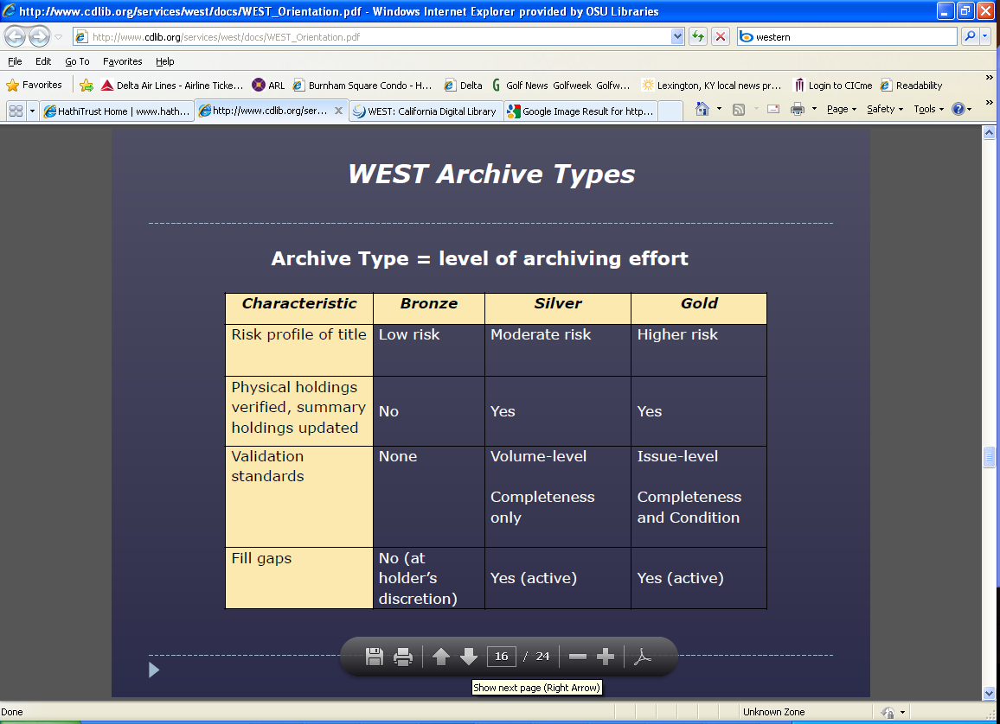 http://www.cdlib.org/services/west/docs/WEST_Orientation.pdf - Windows Internet Explorer provided by OSU Libraries
http://www.cdlib.org/services/west/docs/WEST_Orientation.pdf
western
File Edit Go To Favorites Help
Favorites Delta Air Lines - Airline Ticke... ARL Burnham Square Condo - H... Delta Golf News Golfweek Golfw... Lexington, KY local news pr... Login to CICme Readability »
HathiTrust Home | www.hath... http://www.cdlib.org/ser... WEST: California Digital Library Google Image Result for http... Page Safety Tools »
WEST Archive Types
Archive Type = level of archiving effort
Characteristic Bronze Silver Gold
Risk profile of title Low risk Moderate risk Higher risk
Physical holdings
verified, summary
holdings updated
No Yes Yes
Validation
standards
None
Volume-level
Completeness
only
Issue-level
Completeness
and Condition
Fill gaps
No (at
holder’s
discretion)
Yes (active) Yes (active)
16 / 24
Show next page (Right Arrow)
Done Unknown Zone